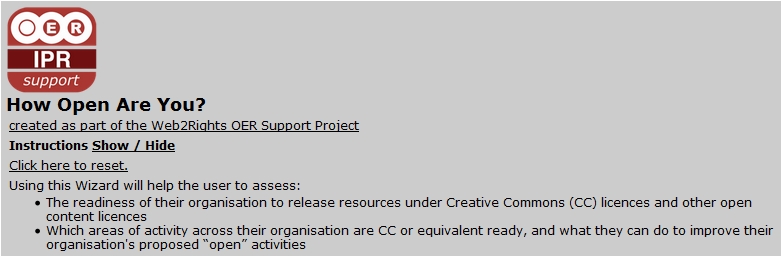 OER
IPR
support
How Open Are You?
created as part of the Web2Rights OER Support Project
Instructions Show / Hide
Click here to reset.
Using this Wizard will help the user to assess:
• The readiness of their organisation to release resources under Creative Commons (CC) licences and other open
content licences
• Which areas of activity across their organisation are CC or equivalent ready, and what they can do to improve their
organisation's proposed “open” activities